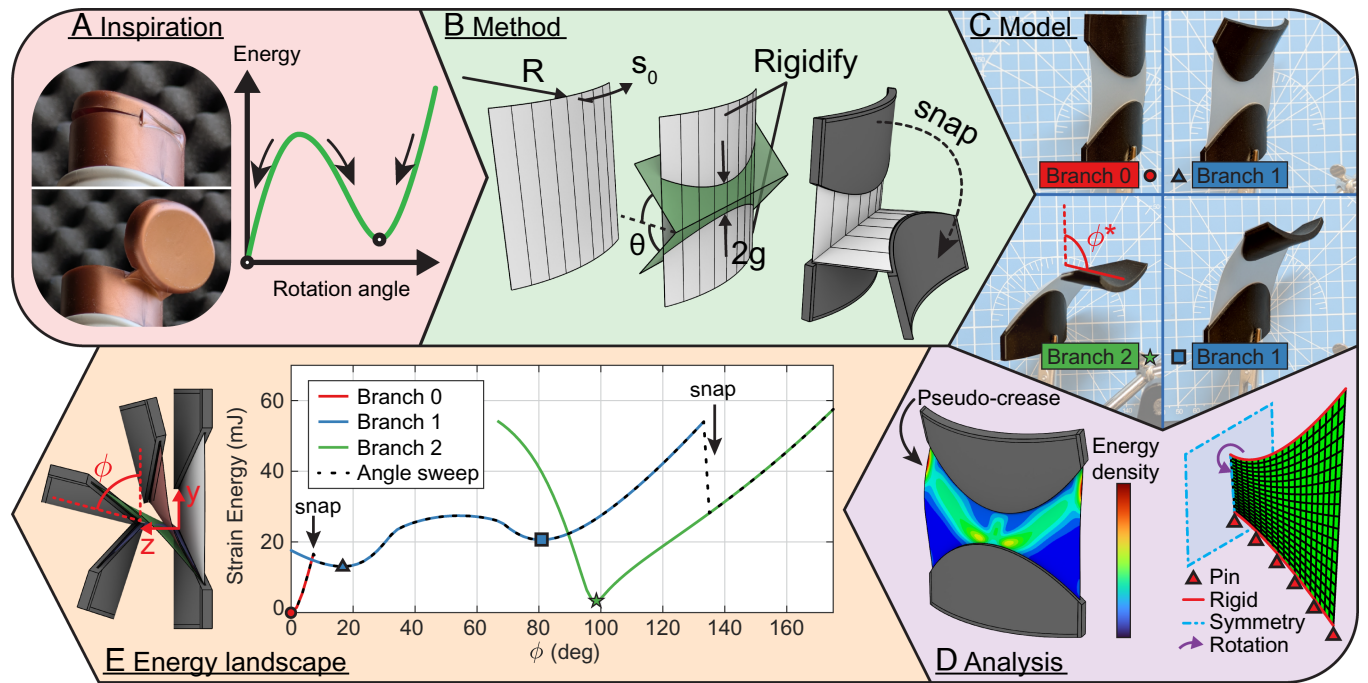 A Inspiration
Energy
Rotation angle
B Method
R
s0
Rigidify
θ
2g
snap
C Model
Branch 0
Branch 1
ϕ*
Branch 2
Branch 1
E Energy landscape
ϕ
y
z
Strain Energy (mJ)
60
40
20
0
Branch 0
Branch 1
Branch 2
Angle sweep
snap
snap
0 20 40 60 80 100 120 140 160
ϕ (deg)
D Analysis
Pseudo-crease
Energy
density
Pin
Rigid
Symmetry
Rotation